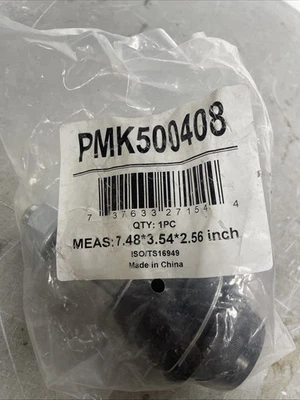 PMK500408
7 37633 27154 4
QTY: 1PC
MEAS:7.48*3.54*2.56 inch
ISO/TS16949
Made in China